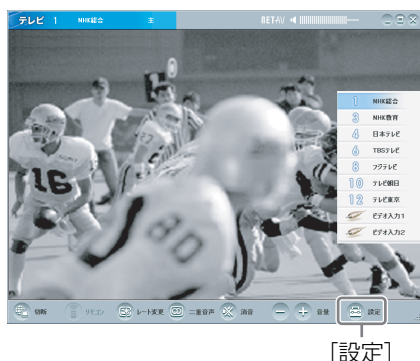 テレビ 1 NHK総合 主 NET-AV
1 NHK総合
3 NHK教育
4 日本テレビ
6 TBSテレビ
8 フジテレビ
10 テレビ朝日
12 テレビ東京
ビデオ入力1
ビデオ入力2
16
80
切断 リモコン レート変更 二重音声 消音 音量 設定
[設定]